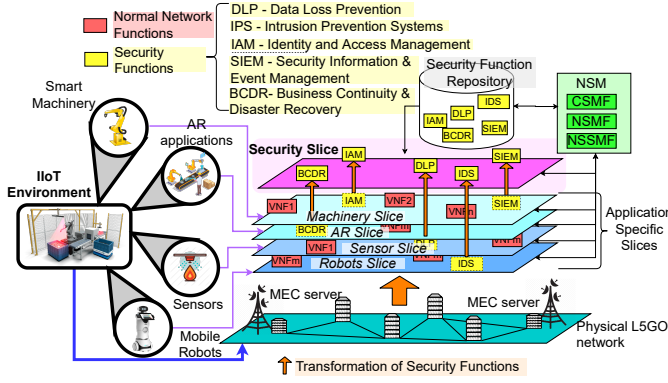 Normal Network
Functions
Security
Functions
DLP - Data Loss Prevention
IPS - Intrusion Prevention Systems
IAM - Identity and Access Management
SIEM - Security Information &
Event Management
BCDR- Business Continuity &
Disaster Recovery
Security Function
Repository
IDS
DLP
IAM
SIEM
BCDR
NSM
CSMF
NSMF
NSSMF
Smart
Machinery
AR
applications
IIoT
Environment
Sensors
Mobile
Robots
Security Slice
BCDR
IAM
DLP
IDS
SIEM
VNF1
IAM
VNF2
VNFn
SIEM
Machinery Slice
BCDR
AR Slice
VNF1
DLP
Sensor Slice
VNFm
Robots Slice
IDS
Application
Specific
Slices
MEC server
MEC server
Physical L5GO
network
Transformation of Security Functions